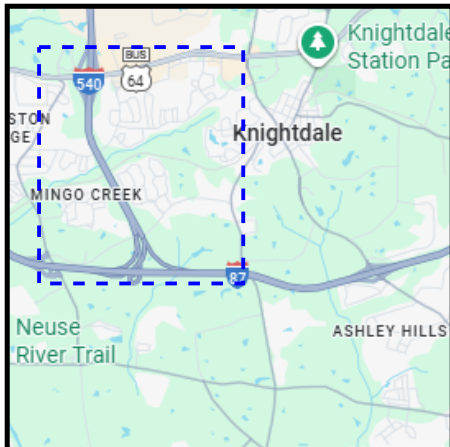 Knightdale
Station Pa
BUS
64
540
STON
GE
Knightdale
MINGO CREEK
87
Neuse
River Trail
ASHLEY HILLS